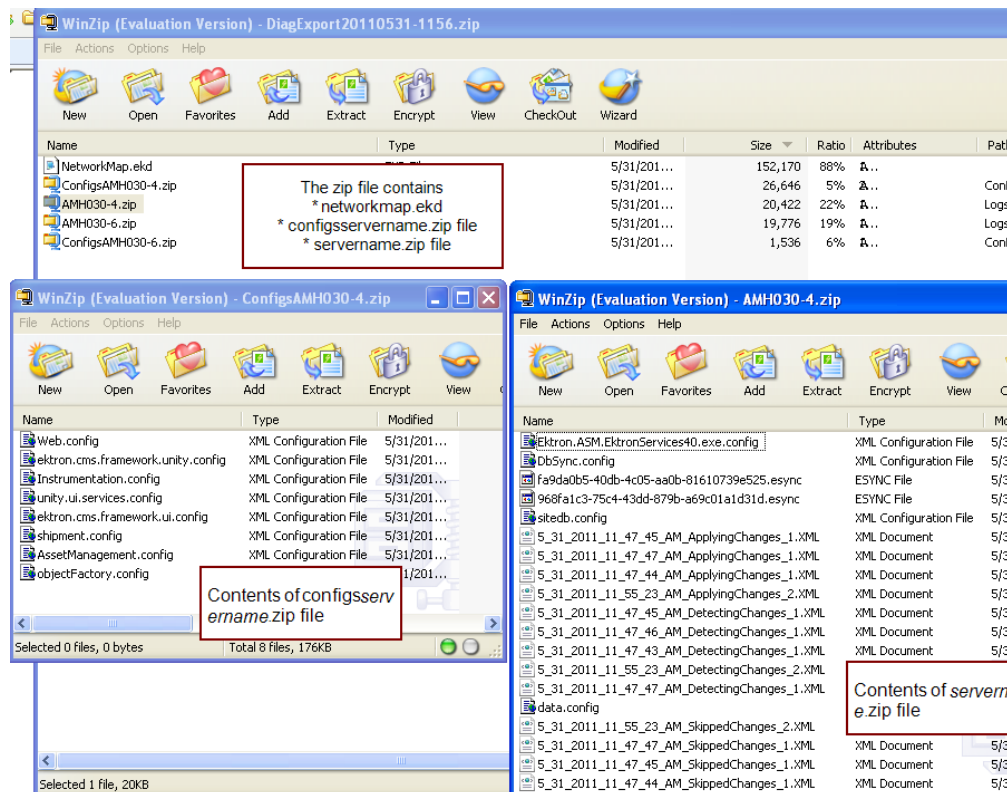 WinZip (Evaluation Version) - DiagExport20110531-1156.zip
File Actions Options Help
New Open Favorites Add Extract Encrypt View CheckOut Wizard
Name Type Modified Size Ratio Attributes
NetworkMap.ekd 5/31/201... 152,170 88% A..
ConfigsAMH030-4.zip 5/31/201... 26,646 5% A..
AMH030-4.zip 5/31/201... 20,422 22% A.. Logs
AMH030-6.zip 5/31/201... 19,776 19% A.. Logs
ConfigsAMH030-6.zip 5/31/201... 1,536 6% A..
The zip file contains
* networkmap.ekd
* configsservername.zip file
* servername.zip file
WinZip (Evaluation Version) - ConfigsAMH030-4.zip
File Actions Options Help
New Open Favorites Add Extract Encrypt View
Name Type Modified
Web.config XML Configuration File 5/31/201...
ektron.cms.framework.unity.config XML Configuration File 5/31/201...
Instrumentation.config XML Configuration File 5/31/201...
unity.ui.services.config XML Configuration File 5/31/201...
ektron.cms.framework.ui.config XML Configuration File 5/31/201...
shipment.config XML Configuration File 5/31/201...
AssetManagement.config XML Configuration File 5/31/201...
objectFactory.config
Contents of configsserv
ername.zip file
Selected 0 files, 0 bytes Total 8 files, 176KB
Selected 1 file, 20KB
WinZip (Evaluation Version) - AMH030-4.zip
File Actions Options Help
New Open Favorites Add Extract Encrypt View
Name Type
Ektron.ASM.EktronServices40.exe.config XML Configuration File
DbSync.config XML Configuration File
fa9da0b5-40db-4c05-aa0b-81610739e525.esync ESYNC File
968fa1c3-75c4-43dd-879b-a69c01a1d31d.esync ESYNC File
sitedb.config XML Configuration File
5_31_2011_11_47_45_AM_ApplyingChanges_1.XML XML Document
5_31_2011_11_47_47_AM_ApplyingChanges_1.XML XML Document
5_31_2011_11_47_44_AM_ApplyingChanges_1.XML XML Document
5_31_2011_11_55_23_AM_ApplyingChanges_2.XML XML Document
5_31_2011_11_47_45_AM_DetectingChanges_1.XML XML Document
5_31_2011_11_47_46_AM_DetectingChanges_1.XML XML Document
5_31_2011_11_47_43_AM_DetectingChanges_1.XML XML Document
5_31_2011_11_55_23_AM_DetectingChanges_2.XML
5_31_2011_11_47_47_AM_DetectingChanges_1.XML
data.config
5_31_2011_11_55_23_AM_SkippedChanges_2.XML
5_31_2011_11_47_47_AM_SkippedChanges_1.XML XML Document
5_31_2011_11_47_45_AM_SkippedChanges_1.XML XML Document
5_31_2011_11_47_44_AM_SkippedChanges_1.XML XML Document
Contents of servern
e.zip file